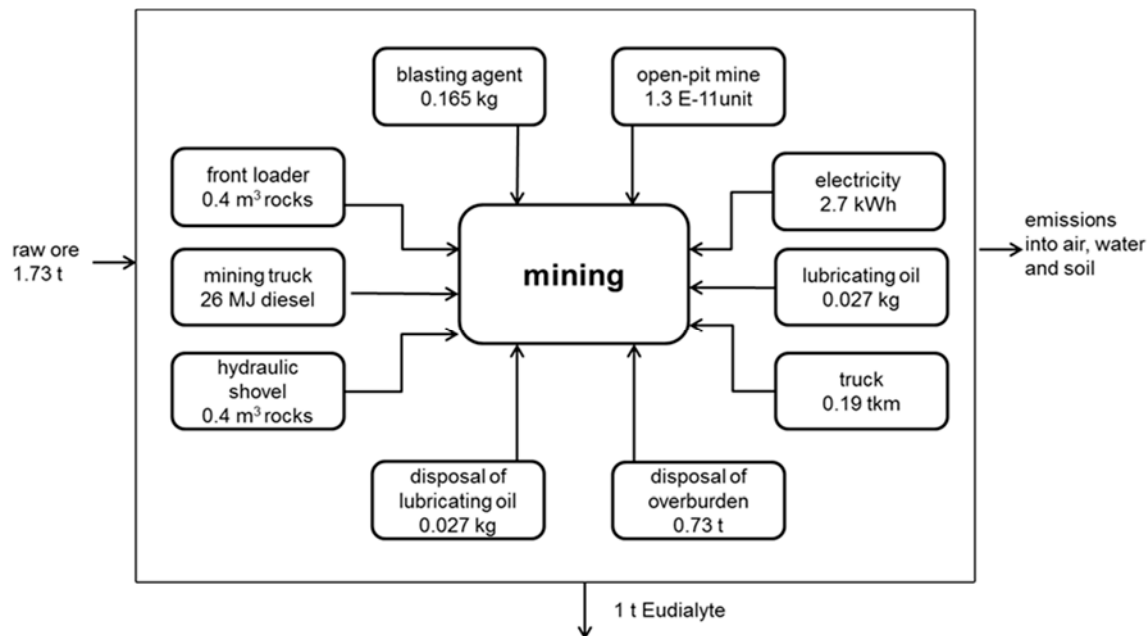 blasting agent
0.165 kg
open-pit mine
1.3 E-11unit
front loader
0.4 m³ rocks
electricity
2.7 kWh
raw ore
1.73 t
mining truck
26 MJ diesel
mining
lubricating oil
0.027 kg
emissions
into air, water
and soil
hydraulic
shovel
0.4 m³ rocks
truck
0.19 tkm
disposal of
lubricating oil
0.027 kg
disposal of
overburden
0.73 t
1 t Eudialyte